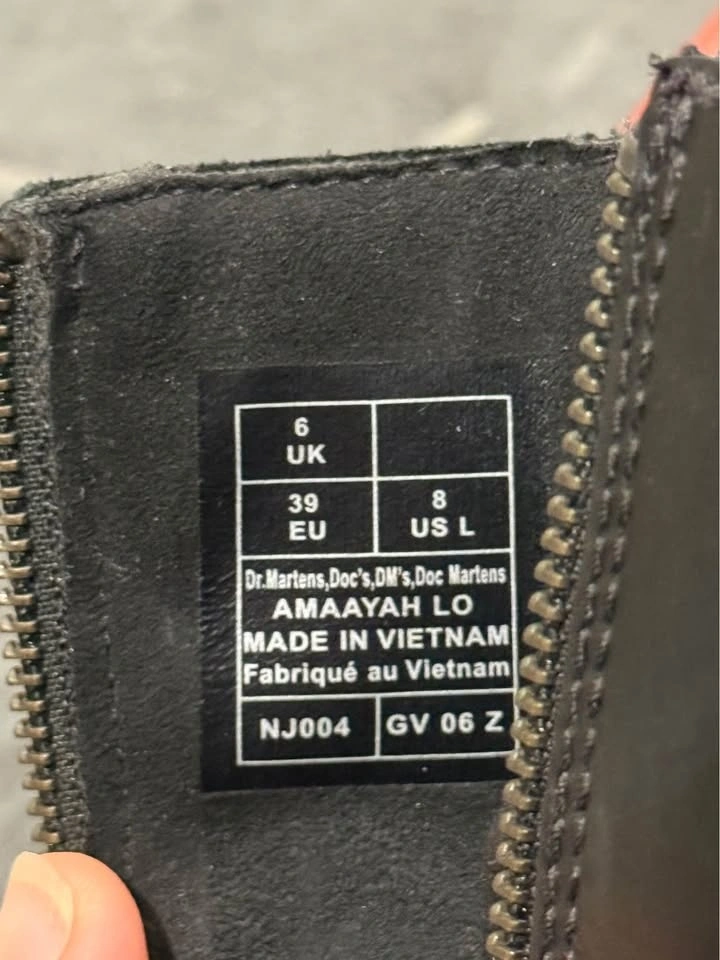 6
UK
39
EU
8
US L
Dr.Martens,Doc's,DM's,Doc Martens
AMAAYAH LO
MADE IN VIETNAM
Fabriqué au Vietnam
NJ004
GV 06 Z